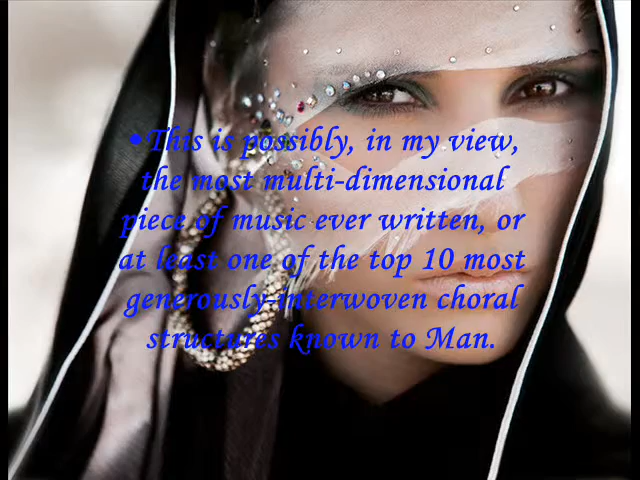 •This is possibly, in my view,
the most multi-dimensional
piece of music ever written, or
at least one of the top 10 most
generously-interwoven choral
structures known to Man.